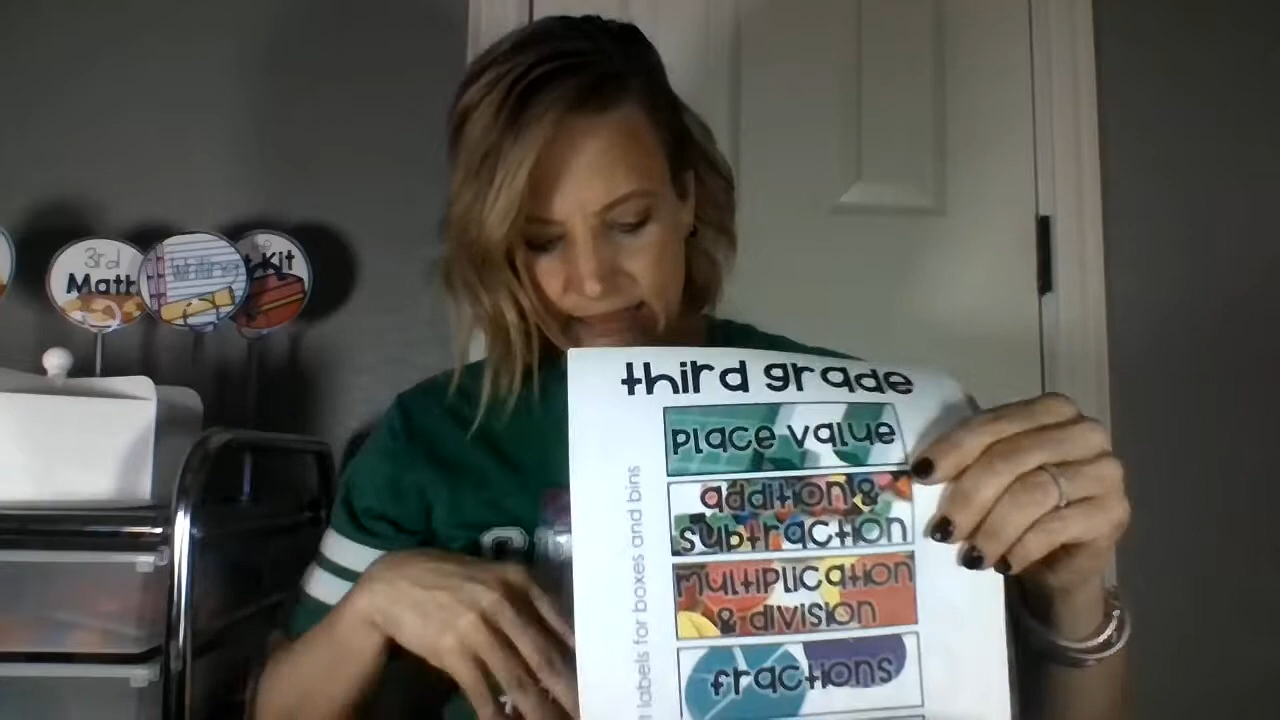 3rd
Math
Writing
Kit
third grade
place value
addition &
subtraction
multiplication
& division
fractions
labels for boxes and bins